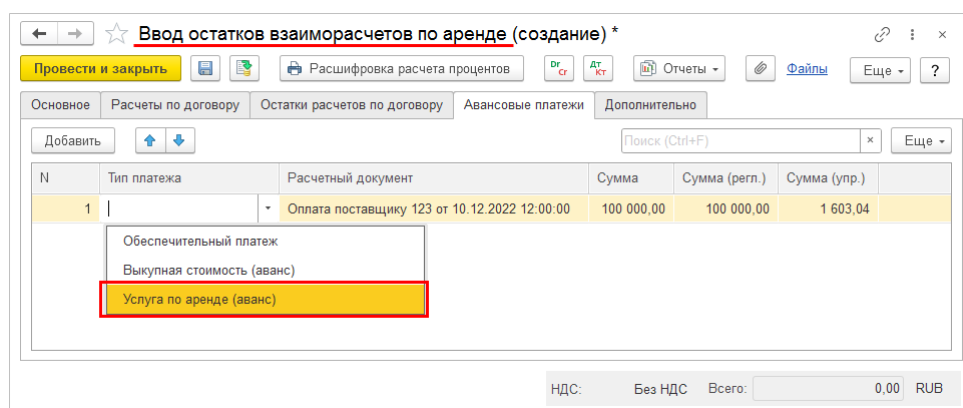 Ввод остатков взаиморасчетов по аренде (создание) *
Провести и закрыть Расшифровка расчета процентов Dr Cr Дт Кт Отчеты Файлы Еще ?
Основное Расчеты по договору Остатки расчетов по договору Авансовые платежи Дополнительно
Добавить Поиск (Ctrl+F) × Еще
N Тип платежа Расчетный документ Сумма Сумма (регл.) Сумма (упр.)
1 Оплата поставщику 123 от 10.12.2022 12:00:00 100 000,00 100 000,00 1 603,04
Обеспечительный платеж
Выкупная стоимость (аванс)
Услуга по аренде (аванс)
НДС: Без НДС Всего: 0,00 RUB